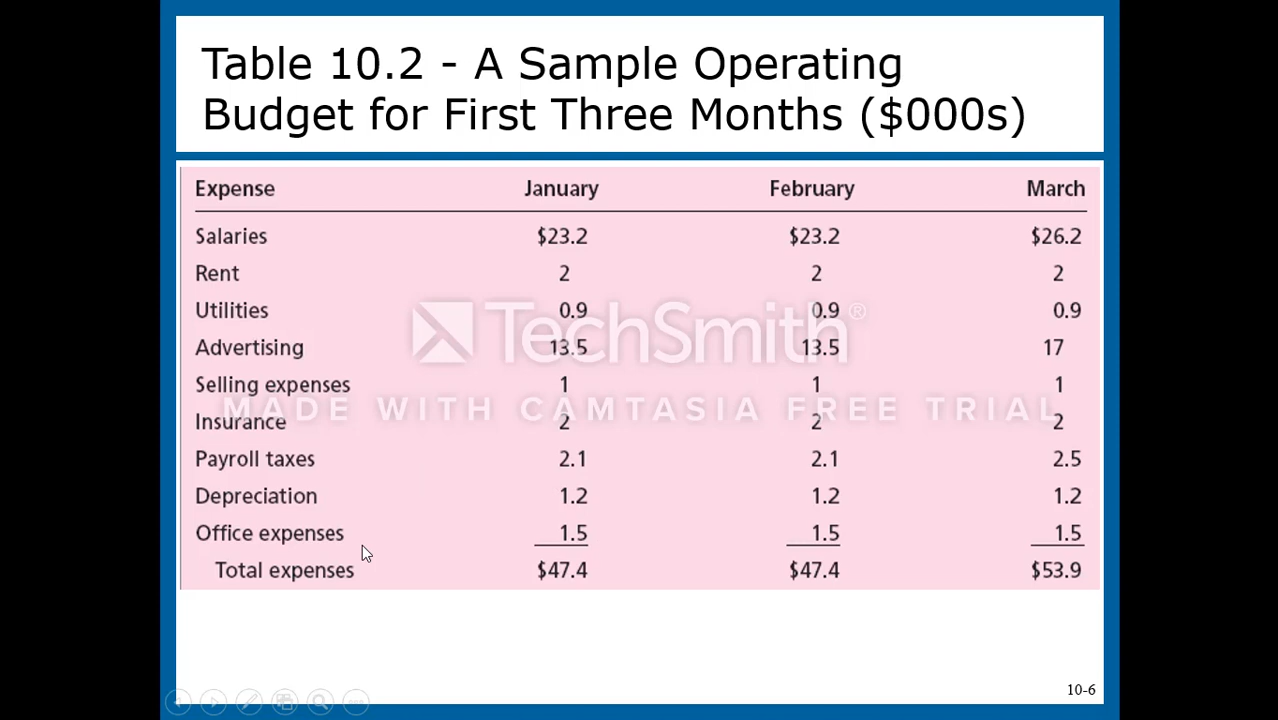 Table 10.2 - A Sample Operating
Budget for First Three Months ($000s)
Expense January February March
Salaries $23.2 $23.2 $26.2
Rent 2 2 2
Utilities 0.9 0.9 0.9
Advertising 13.5 13.5 17
Selling expenses 1 1 1
Insurance 2 2 2
Payroll taxes 2.1 2.1 2.5
Depreciation 1.2 1.2 1.2
Office expenses 1.5 1.5 1.5
Total expenses $47.4 $47.4 $53.9
TechSmith®
MADE WITH CAMTASIA FREE TRIAL
10-6